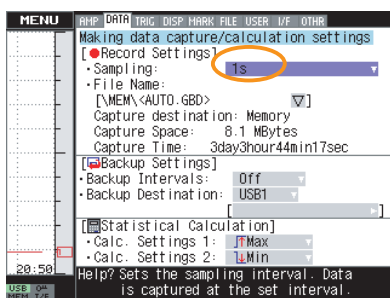 MENU AMP DATA TRIG DISP MARK FILE USER I/F OTHR
Making data capture/calculation settings
[●Record Settings]
・Sampling: 1s
・File Name:
[\MEM\<AUTO.GBD> ▽]
Capture destination: Memory
Capture Space: 8.1 MBytes
Capture Time: 3day3hour44min17sec
[Backup Settings]
・Backup Intervals: Off
・Backup Destination: USB1
[ ]
[Statistical Calculation]
・Calc. Settings 1: Max
・Calc. Settings 2: Min
20:50
Help? Sets the sampling interval. Data
is captured at the set interval.
USB
MEM I/F